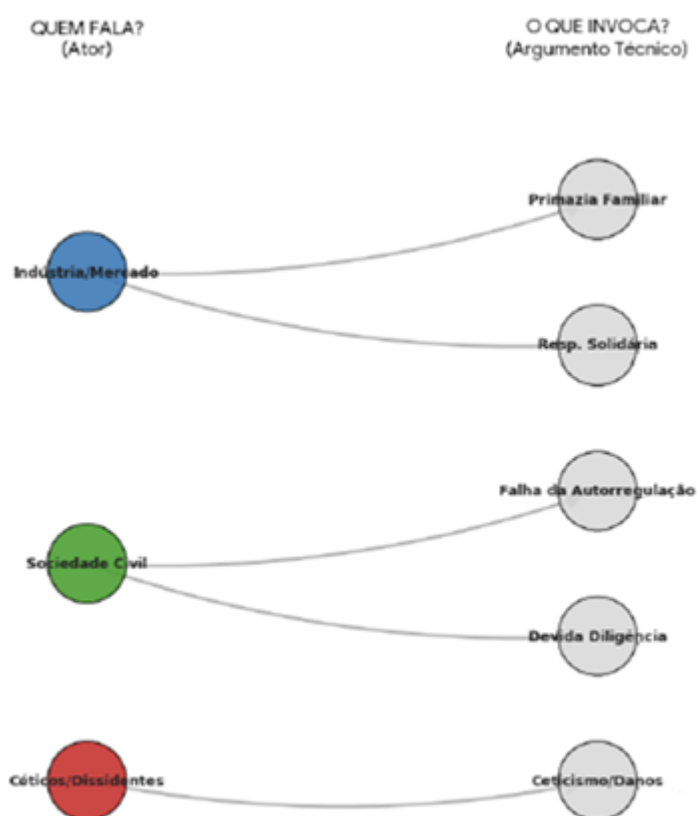 QUEM FALA?
(Ator)
O QUE INVOCA?
(Argumento Técnico)
Primazia Familiar
Indústria/Mercado
Resp. Solidária
Falha da Autorregulação
Sociedade Civil
Devida Diligência
Céticos/Dissidentes
Ceticismo/Danos